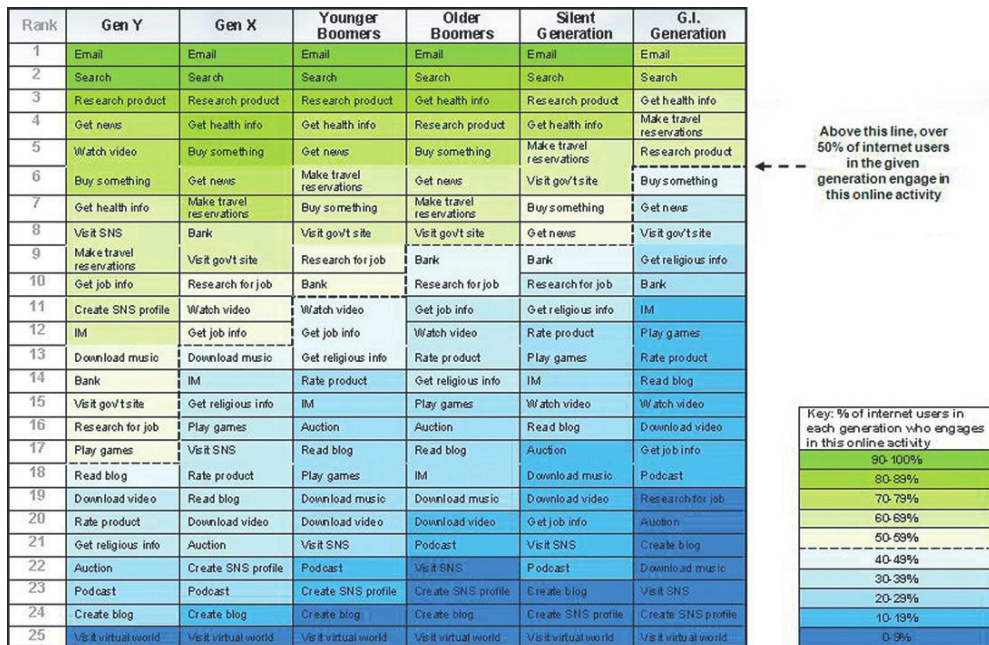 Rank Gen Y Gen X Younger Boomers Older Boomers Silent Generation G.I. Generation
1 Email Email Email Email Email Email
2 Search Search Search Search Search Search
3 Research product Research product Research product Get health info Research product Get health info
4 Get news Get health info Get health info Research product Get health info Make travel reservations
5 Watch video Buy something Get news Buy something Make travel reservations Research product
6 Buy something Get news Make travel reservations Get news Visit gov't site Buy something
7 Get health info Make travel reservations Buy something Make travel reservations Buy something Get news
8 Visit SNS Bank Visit gov't site Visit gov't site Get news Visit gov't site
9 Make travel reservations Visit gov't site Research for job Bank Bank Get religious info
10 Get job info Research for job Bank Research for job Research for job Bank
11 Create SNS profile Watch video Watch video Get job info Get religious info IM
12 IM Get job info Get job info Watch video Rate product Play games
13 Download music Download music Get religious info Rate product Play games Rate product
14 Bank IM Rate product Get religious info IM Read blog
15 Visit gov't site Get religious info IM Play games Watch video Watch video
16 Research for job Play games Auction Auction Read blog Download video
17 Play games Visit SNS Read blog Read blog Auction Get job info
18 Read blog Rate product Play games IM Download music Podcast
19 Download video Read blog Download music Download music Download video Research for job
20 Rate product Download video Download video Download video Get job info Auction
21 Get religious info Auction Visit SNS Podcast Visit SNS Create blog
22 Auction Create SNS profile Podcast Visit SNS Podcast Download music
23 Podcast Podcast Create SNS profile Create SNS profile Create blog Visit SNS
24 Create blog Create blog Create blog Create blog Create SNS profile Create SNS profile
25 Visit virtual world Visit virtual world Visit virtual world Visit virtual world Visit virtual world Visit virtual world
Above this line, over
50% of internet users
in the given
generation engage in
this online activity
Key: % of internet users in
each generation who engages
in this online activity
90-100%
80-89%
70-79%
60-69%
50-59%
40-49%
30-39%
20-29%
10-19%
0-9%